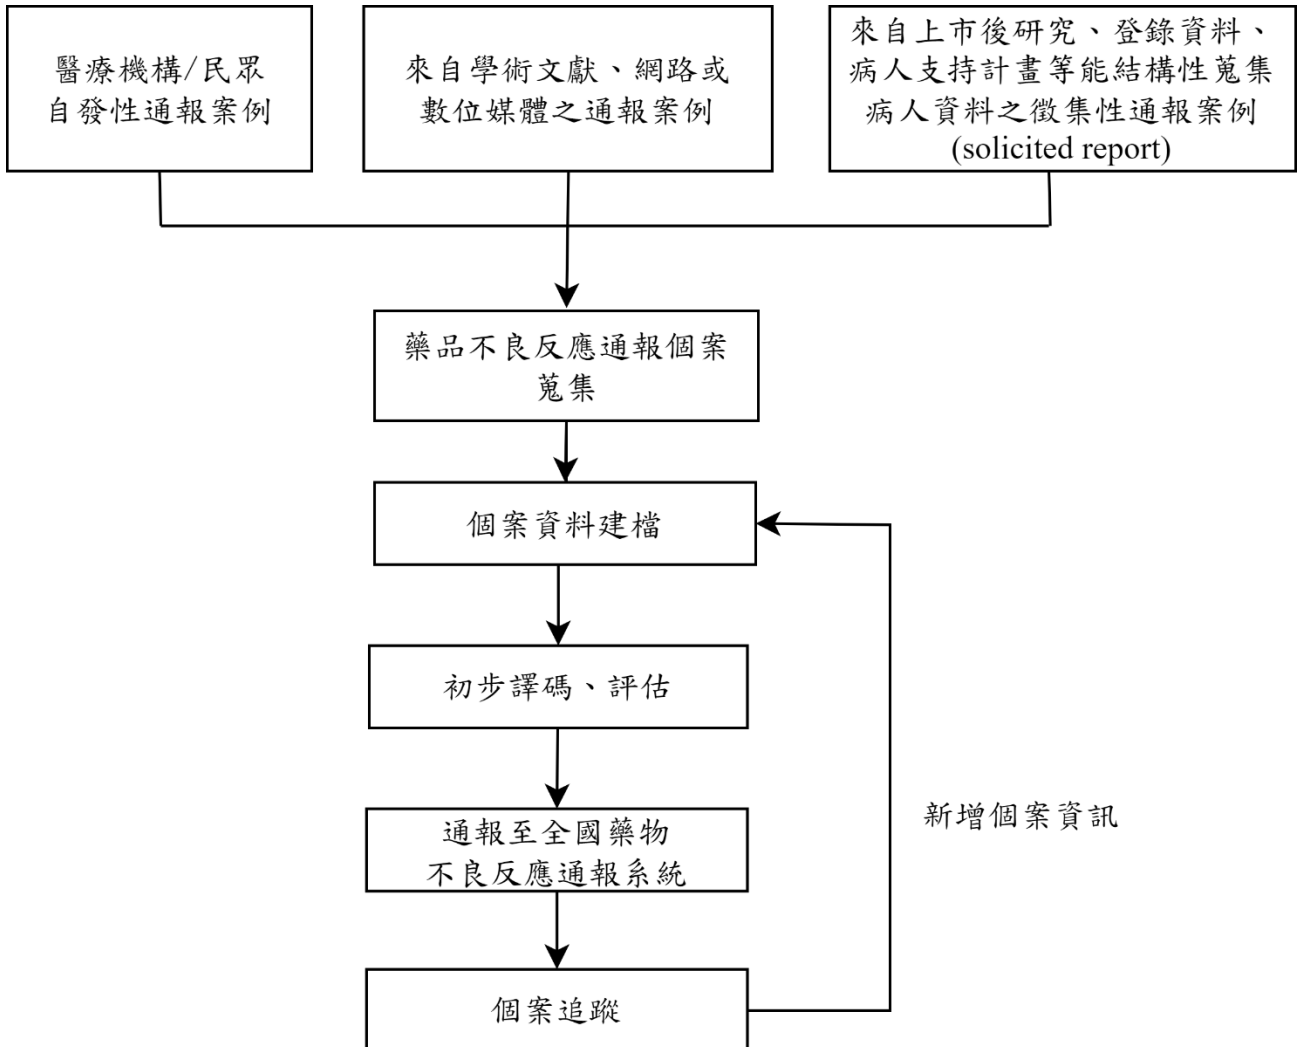 醫療機構/民眾
自發性通報案例
來自學術文獻、網路或
數位媒體之通報案例
來自上市後研究、登錄資料、
病人支持計畫等能結構性蒐集
病人資料之徵集性通報案例
(solicited report)
藥品不良反應通報個案
蒐集
個案資料建檔
初步譯碼、評估
通報至全國藥物
不良反應通報系統
新增個案資訊
個案追蹤